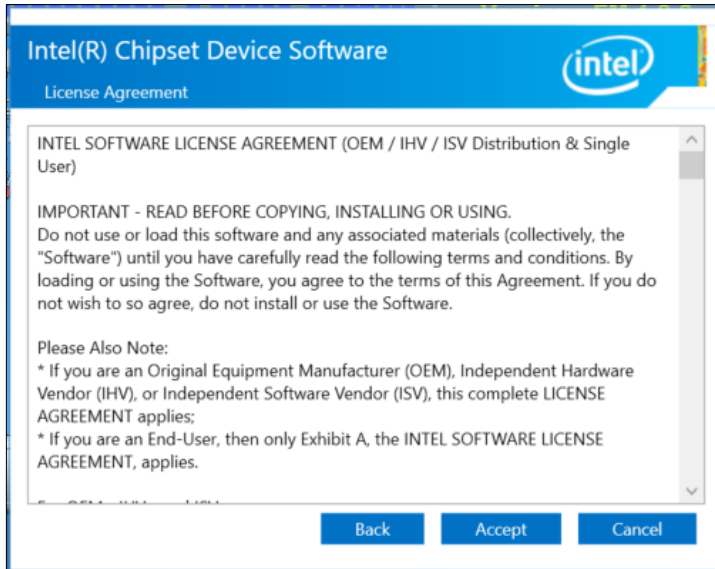 Intel(R) Chipset Device Software
intel
License Agreement
INTEL SOFTWARE LICENSE AGREEMENT (OEM / IHV / ISV Distribution & Single
User)
IMPORTANT - READ BEFORE COPYING, INSTALLING OR USING.
Do not use or load this software and any associated materials (collectively, the
"Software") until you have carefully read the following terms and conditions. By
loading or using the Software, you agree to the terms of this Agreement. If you do
not wish to so agree, do not install or use the Software.
Please Also Note:
* If you are an Original Equipment Manufacturer (OEM), Independent Hardware
Vendor (IHV), or Independent Software Vendor (ISV), this complete LICENSE
AGREEMENT applies;
* If you are an End-User, then only Exhibit A, the INTEL SOFTWARE LICENSE
AGREEMENT, applies.
Back Accept Cancel